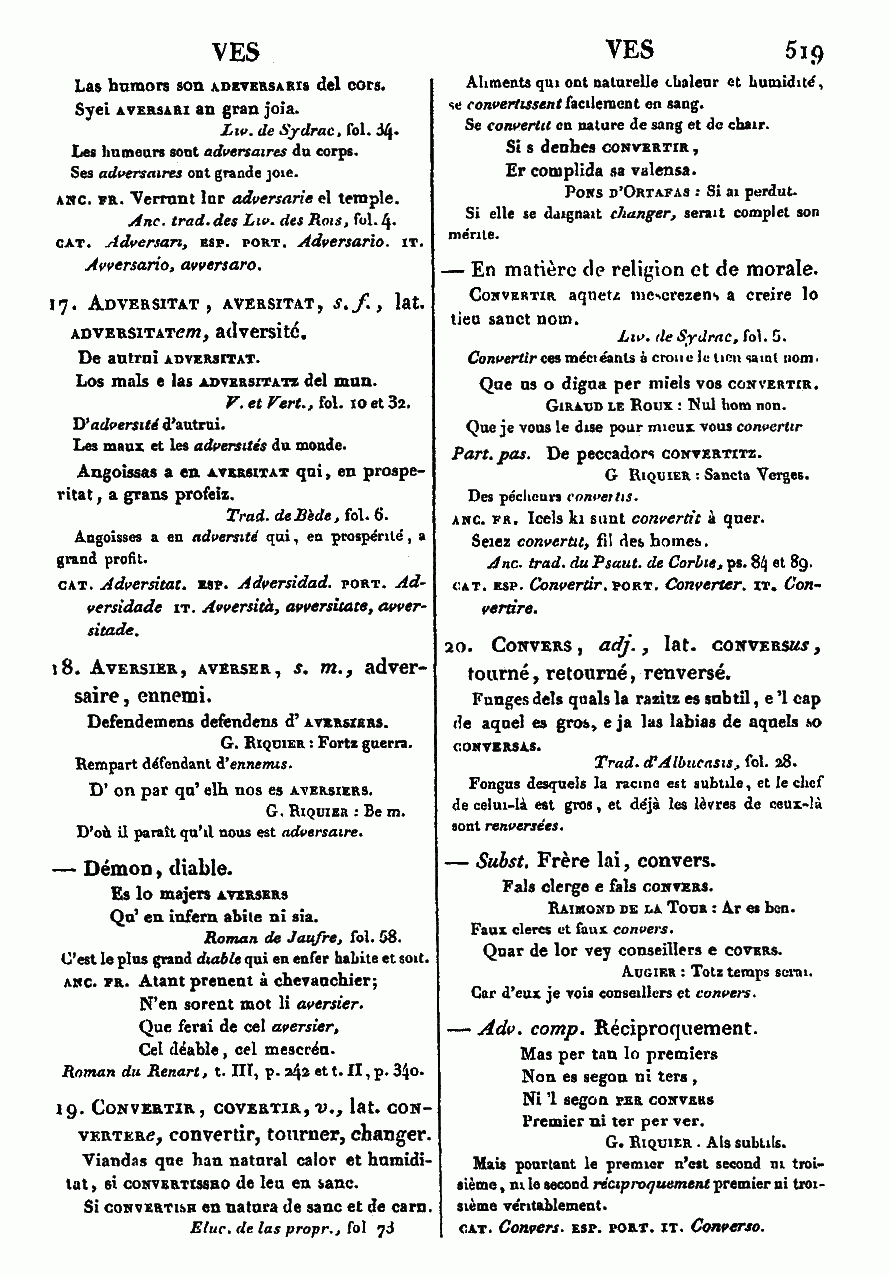 VES
Las humors son ADEVERSARIS del cors.
Syei AVERSARI an gran joia.
Liv. de Sydrac, fol. 34.
Les humeurs sont adversaires du corps.
Ses adversaires ont grande joie.
ANC. FR. Verrunt lur adversarie el temple.
Anc. trad. des Liv. des Rois, fol. 4.
CAT. Adversari, ESP. PORT. Adversario. IT.
Avversario, avversaro.
17. ADVERSITAT, AVERSITAT, s. f., lat.
ADVERSITATem, adversité.
De autrui ADVERSITAT.
Los mals e las ADVERSITATZ del mun.
V. et Vert., fol. 10 et 32.
D'adversité d'autrui.
Les maux et les adversités du monde.
Angoissas a en AVERSITAT qui, en prospe-
ritat, a grans profeiz.
Trad. de Bède, fol. 6.
Angoisses a en adversité qui, en prospérité, a
grand profit.
CAT. Adversitat. ESP. Adversidad. PORT. Ad-
versidade IT. Avversità, avversitate, avver-
sitade.
18. AVERSIER, AVERSER, s. m., adver-
saire, ennemi.
Defendemens defendens d' AVERSIERS.
G. RIQUIER : Fortz guerra.
Rempart défendant d'ennemis.
D' on par qu' elh nos es AVERSIERS.
G. RIQUIER : Be m.
D'où il paraît qu'il nous est adversaire.
— Démon, diable.
Es lo majers AVERSERS
Qu' en infern abite ni sia.
Roman de Jaufre, fol. 58.
C'est le plus grand diable qui en enfer habite et soit.
ANC. FR. Atant prenent à chevauchier;
N'en sorent mot li aversier.
Que ferai de cel aversier,
Cel déable, cel mescréu.
Roman du Renart, t. III, p. 242 et t. II, p. 340.
19. CONVERTIR, COVERTIR, v., lat. CON-
VERTERe, convertir, tourner, changer.
Viandas que han natural calor et humidi-
tat, si CONVERTISSRO de leu en sanc.
Si CONVERTISH en natura de sanc et de carn.
Eluc. de las propr., fol 73
VES 519
Aliments qui ont naturelle chaleur et humidité,
se convertissent facilement en sang.
Se convertit en nature de sang et de chair.
Si s denhes CONVERTIR,
Er complida sa valensa.
PONS D'ORTAFAS : Si ai perdut.
Si elle se daignait changer, serait complet son
mérite.
— En matière de religion et de morale.
CONVERTIR aquetz mescrezens a creire lo
tieu sanct nom.
Liv. de Sydrac, fol. 5.
Convertir ces mécréants à croire le tien saint nom.
Que us o digua per miels vos CONVERTIR.
GIRAUD LE ROUX : Nul hom non.
Que je vous le dise pour mieux vous convertir
Part. pas. De peccadors CONVERTITZ.
G RIQUIER : Sancta Verges.
Des pécheurs convertis.
ANC. FR. Icels ki sunt convertit à quer.
Seiez convertit, fil des homes.
Anc. trad. du Psaut. de Corbie, ps. 84 et 89.
CAT. ESP. Convertir. PORT. Converter. IT. Con-
vertire.
20. CONVERS, adj., lat. CONVERSUS,
tourné, retourné, renversé.
Funges dels quals la razitz es subtil, e 'l cap
de aquel es gros, e ja las labias de aquels so
CONVERSAS.
Trad. d'Albucasis, fol. 28.
Fongus desquels la racine est subtile, et le chef
de celui-là est gros, et déjà les lèvres de ceux-là
sont renversées.
— Subst. Frère lai, convers.
Fals clerge e fals CONVERS.
RAIMOND DE LA TOUR : Ar es ben.
Faux clercs et faux convers.
Quar de lor vey conseillers e COVERS.
AUGIER : Totz temps serai.
Car d'eux je vois conseillers et convers.
— Adv. comp. Réciproquement.
Mas per tan lo premiers
Non es segon ni ters,
Ni 'l segon PER CONVERS
Premier ni ter per ver.
G. RIQUIER. Als subtils.
Mais pourtant le premier n'est second ni troi-
sième, ni le second réciproquement premier ni troi-
sième véritablement.
CAT. Convers. ESP. PORT. IT. Converso.